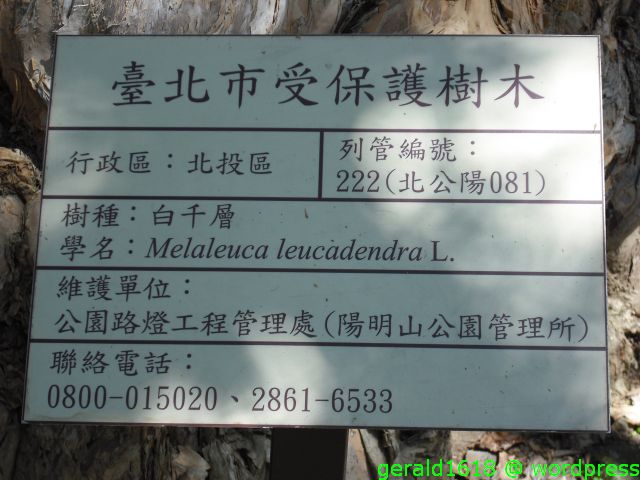 臺北市受保護樹木
行政區：北投區
列管編號：
222(北公陽081)
樹種：白千層
學名：Melaleuca leucadendra L.
維護單位：
公園路燈工程管理處(陽明山公園管理所)
聯絡電話：
0800-015020、2861-6533
gerald1618 @ wordpress